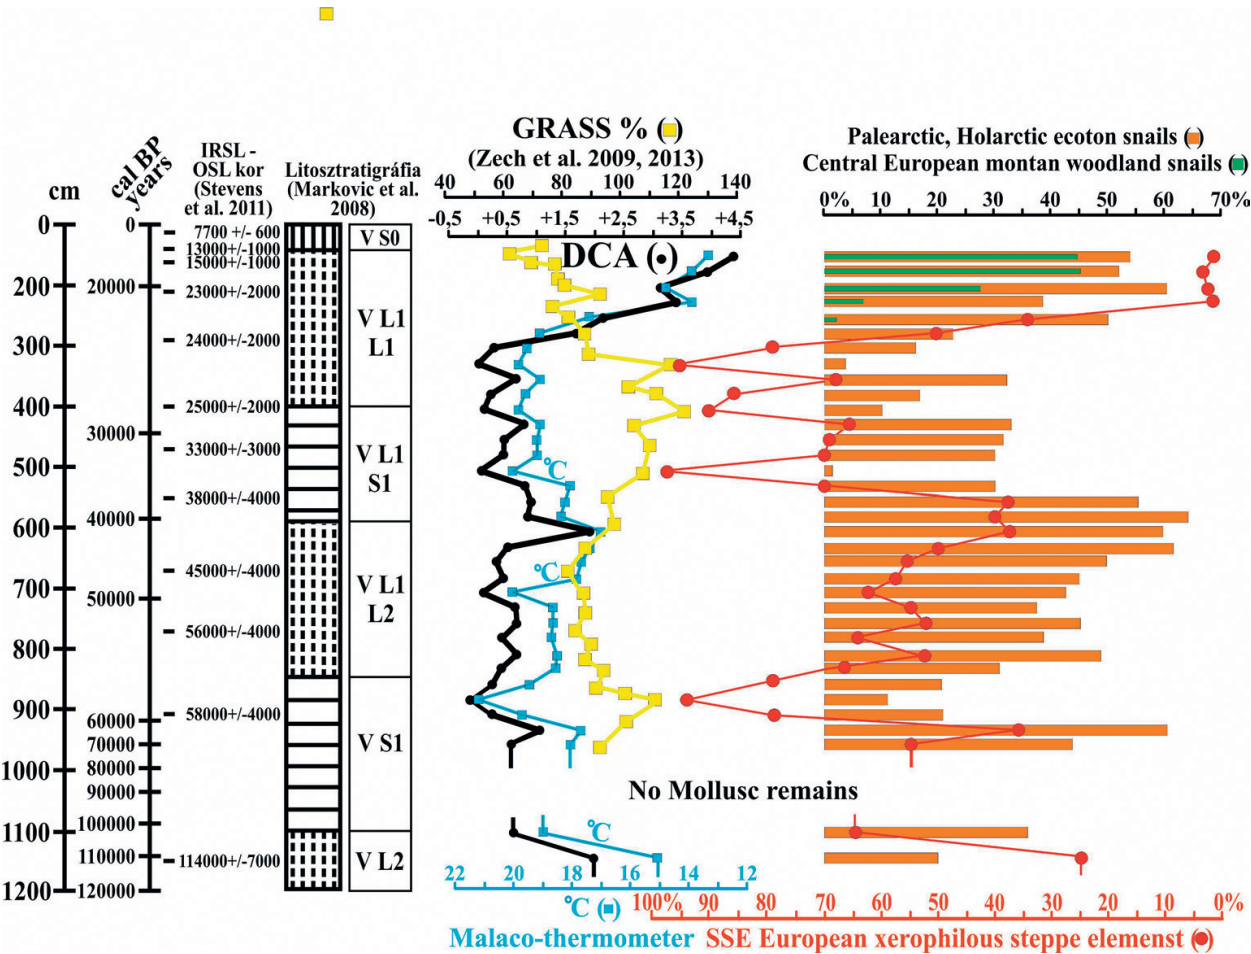 GRASS % ( )
(Zech et al. 2009, 2013)
Palearctic, Holarctic ecoton snails ( )
Central European montan woodland snails ( )
cm
cal BP
years
IRSL -
OSL kor
(Stevens
et al. 2011)
Litosztratigráfia
(Markovic et al.
2008)
40 60 80 100 120 140
-0,5 +0,5 +1,5 +2,5 +3,5 +4,5
0% 10 20 30 40 50 60 70%
DCA (•)
0
100
200
300
400
500
600
700
800
900
1000
1100
1200
0
20000
30000
40000
50000
60000
70000
80000
90000
100000
110000
120000
7700 +/- 600
13000+/-1000
15000+/-1000
23000+/-2000
24000+/-2000
25000+/-2000
33000+/-3000
38000+/-4000
45000+/-4000
56000+/-4000
58000+/-4000
114000+/-7000
V S0
V L1
L1
V L1
S1
V L1
L2
V S1
V L2
°C
°C
No Mollusc remains
°C
22 20 18 16 14 12
°C ( )
100% 90 80 70 60 50 40 30 20 10 0%
Malaco-thermometer
SSE European xerophilous steppe elemenst ( )